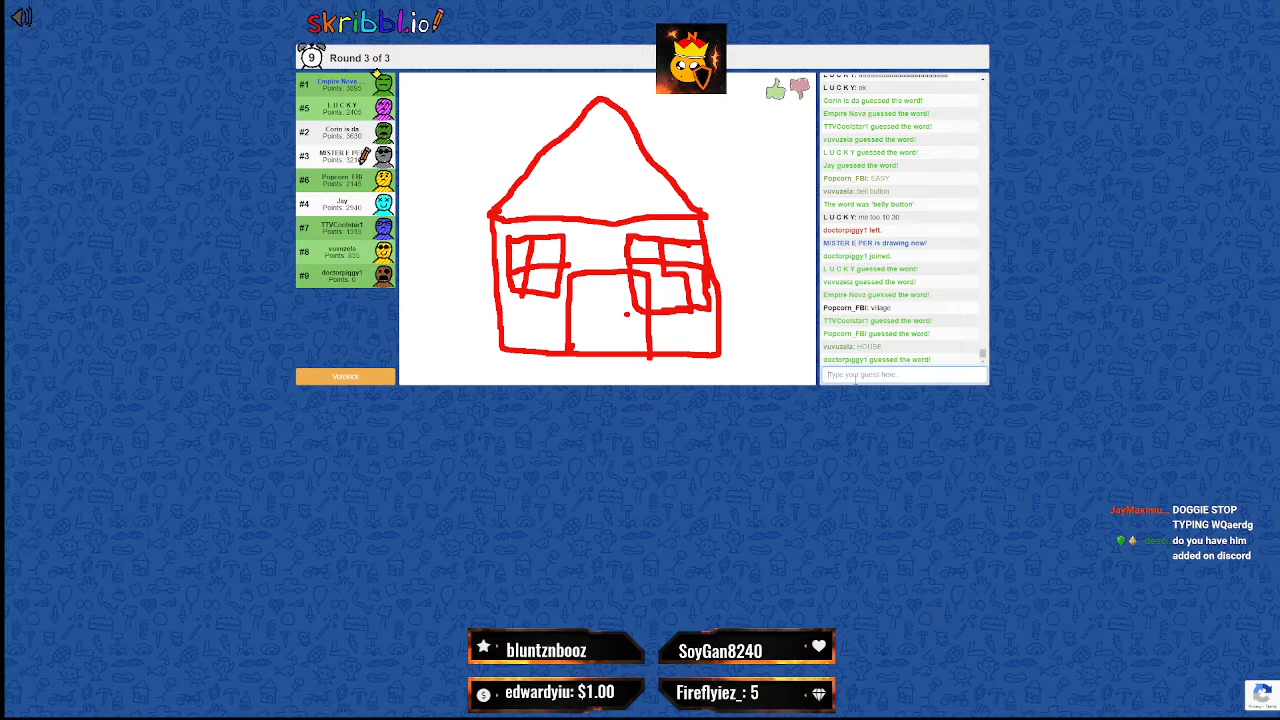 skribbl.io!
9
Round 3 of 3
#1
Empire Nova
Points: 3895
#5
L U C K Y
Points: 2405
#2
Corin is da
Points: 3630
#3
MISTER E PER
#6
Popcorn_FBI
Points: 2145
#4
Jay
Points: 2940
#7
TTVCoolstar1
Points: 1315
#8
vuvuzela
Points: 835
#9
doctorpiggy1
Points: 0
Votekick
L U C K Y: ok
Corin is da guessed the word!
Empire Nova guessed the word!
TTVCoolstar1 guessed the word!
vuvuzela guessed the word!
L U C K Y guessed the word!
Jay guessed the word!
Popcorn_FBI: EASY
vuvuzela: bell button
The word was 'belly button'
L U C K Y: me too 10 30
doctorpiggy1 left.
MISTER E PER is drawing now!
doctorpiggy1 joined.
L U C K Y guessed the word!
vuvuzela guessed the word!
Empire Nova guessed the word!
Popcorn_FBI: village
TTVCoolstar1 guessed the word!
Popcorn_FBI guessed the word!
vuvuzela: HOUSE
doctorpiggy1 guessed the word!
Type your guess here...
JayMaximu... DOGGIE STOP
TYPING WQaerdg
do you have him
added on discord
bluntznbooz
SoyGan8240
edwardyiu: $1.00
Fireflyiez_: 5
Privacy - Terms